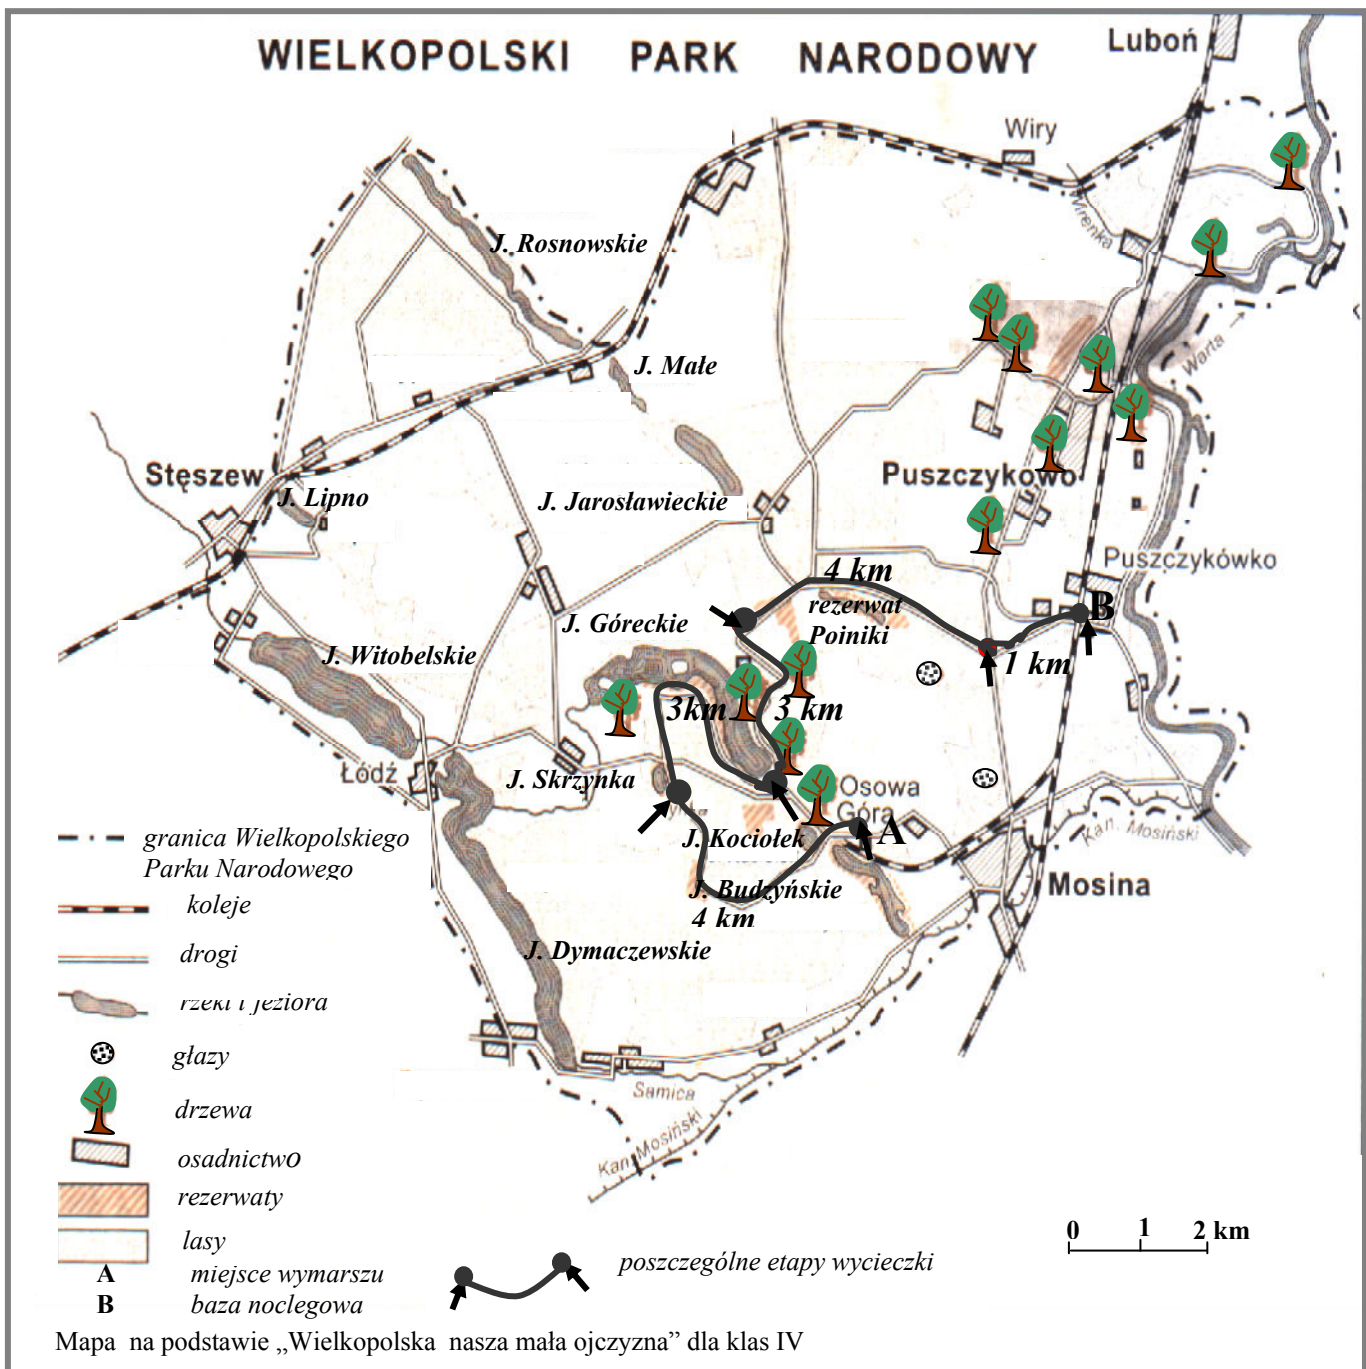 WIELKOPOLSKI PARK NARODOWY
Luboń
Wiry
Wirenka
J. Rosnowskie
J. Małe
Warta
Stęszew
J. Lipno
J. Jarosławieckie
Puszczykowo
Puszczykówko
4 km
rezerwat
Poiniki
B
1 km
J. Góreckie
J. Witobelskie
3km
3 km
Łódź
J. Skrzynka
Osowa
Góra
A
J. Kociołek
Kan. Mosiński
Mosina
J. Budzyńskie
4 km
J. Dymaczewskie
Samica
Kan. Mosiński
granica Wielkopolskiego
Parku Narodowego
koleje
drogi
rzeki i jeziora
głazy
drzewa
osadnictwo
rezerwaty
lasy
A miejsce wymarszu
B baza noclegowa
poszczególne etapy wycieczki
0 1 2 km
Mapa na podstawie „Wielkopolska nasza mała ojczyzna” dla klas IV